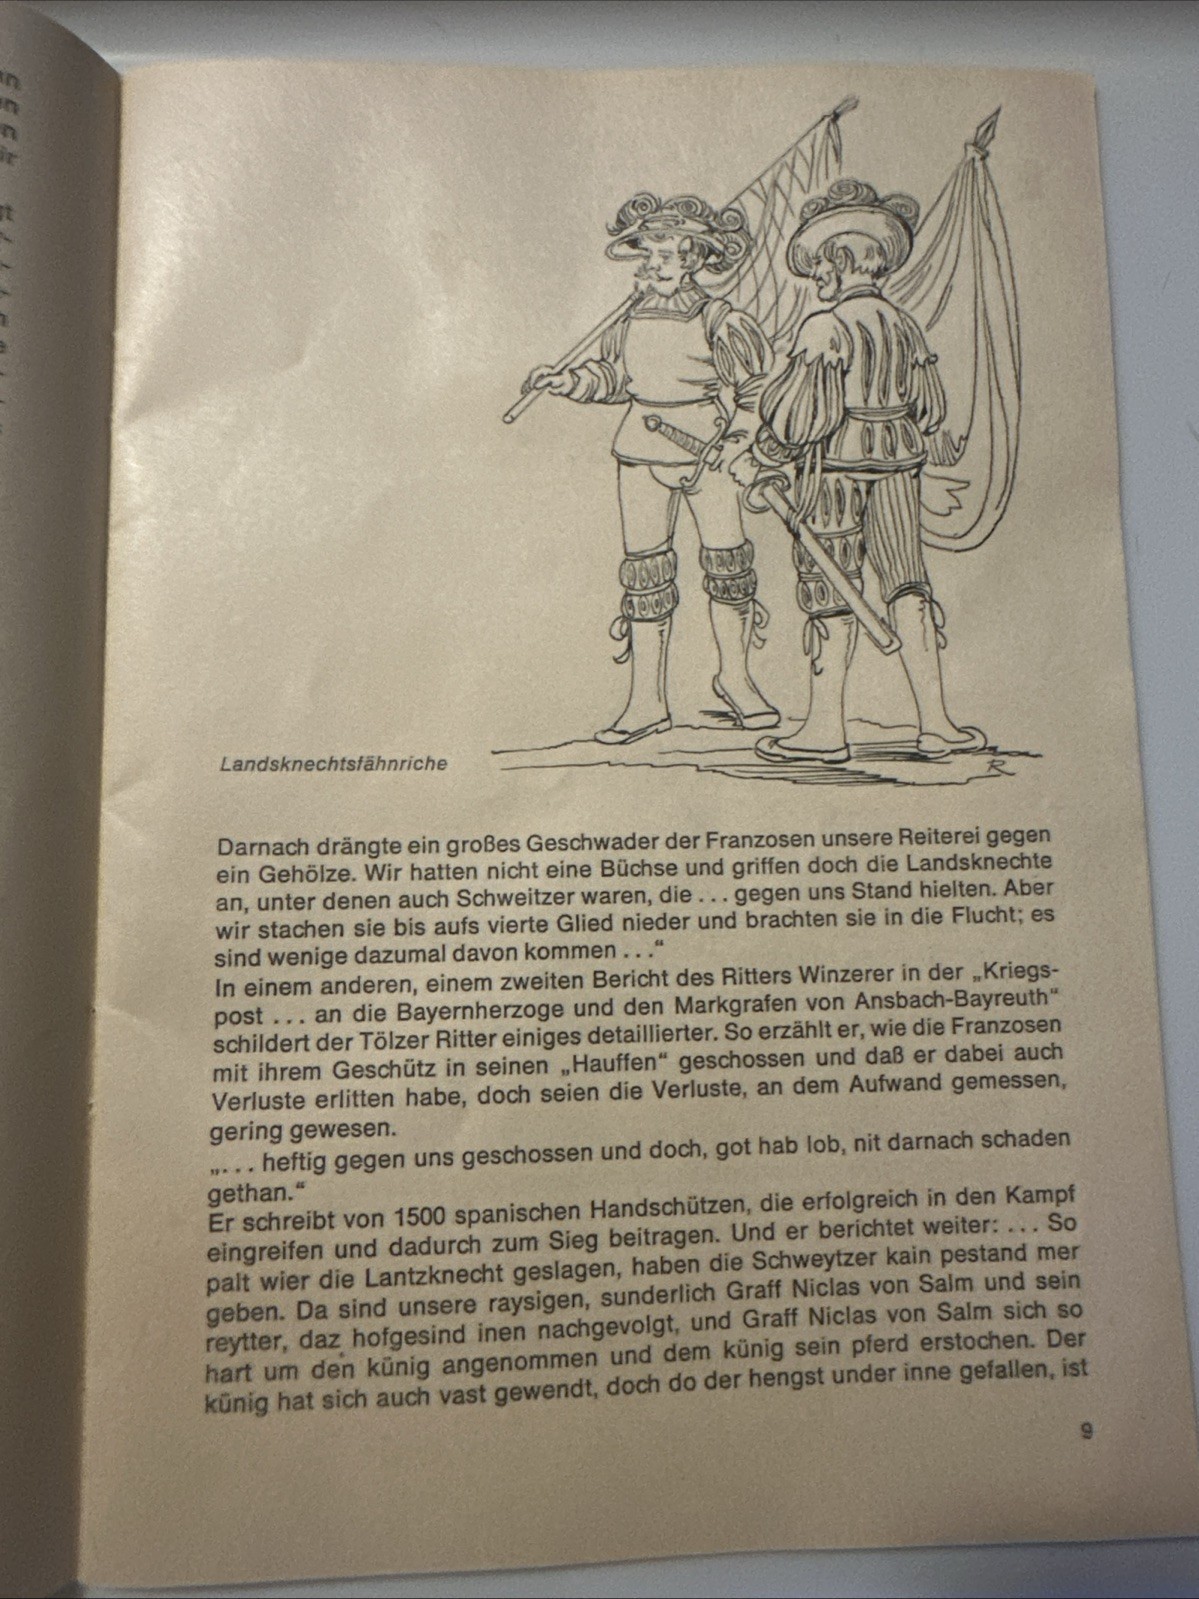 Landsknechtsfähnriche
R
Darnach drängte ein großes Geschwader der Franzosen unsere Reiterei gegen
ein Gehölze. Wir hatten nicht eine Büchse und griffen doch die Landsknechte
an, unter denen auch Schweitzer waren, die ... gegen uns Stand hielten. Aber
wir stachen sie bis aufs vierte Glied nieder und brachten sie in die Flucht; es
sind wenige dazumal davon kommen ...“
In einem anderen, einem zweiten Bericht des Ritters Winzerer in der „Kriegs-
post ... an die Bayernherzoge und den Markgrafen von Ansbach-Bayreuth“
schildert der Tölzer Ritter einiges detaillierter. So erzählt er, wie die Franzosen
mit ihrem Geschütz in seinen „Hauffen“ geschossen und daß er dabei auch
Verluste erlitten habe, doch seien die Verluste, an dem Aufwand gemessen,
gering gewesen.
„... heftig gegen uns geschossen und doch, got hab lob, nit darnach schaden
gethan.“
Er schreibt von 1500 spanischen Handschützen, die erfolgreich in den Kampf
eingreifen und dadurch zum Sieg beitragen. Und er berichtet weiter: ... So
palt wier die Lantzknecht geslagen, haben die Schweytzer kain pestand mer
geben. Da sind unsere raysigen, sunderlich Graff Niclas von Salm und sein
reytter, daz hofgesind inen nachgevolgt, und Graff Niclas von Salm sich so
hart um den künig angenommen und dem künig sein pferd erstochen. Der
künig hat sich auch vast gewendt, doch do der hengst under inne gefallen, ist
9